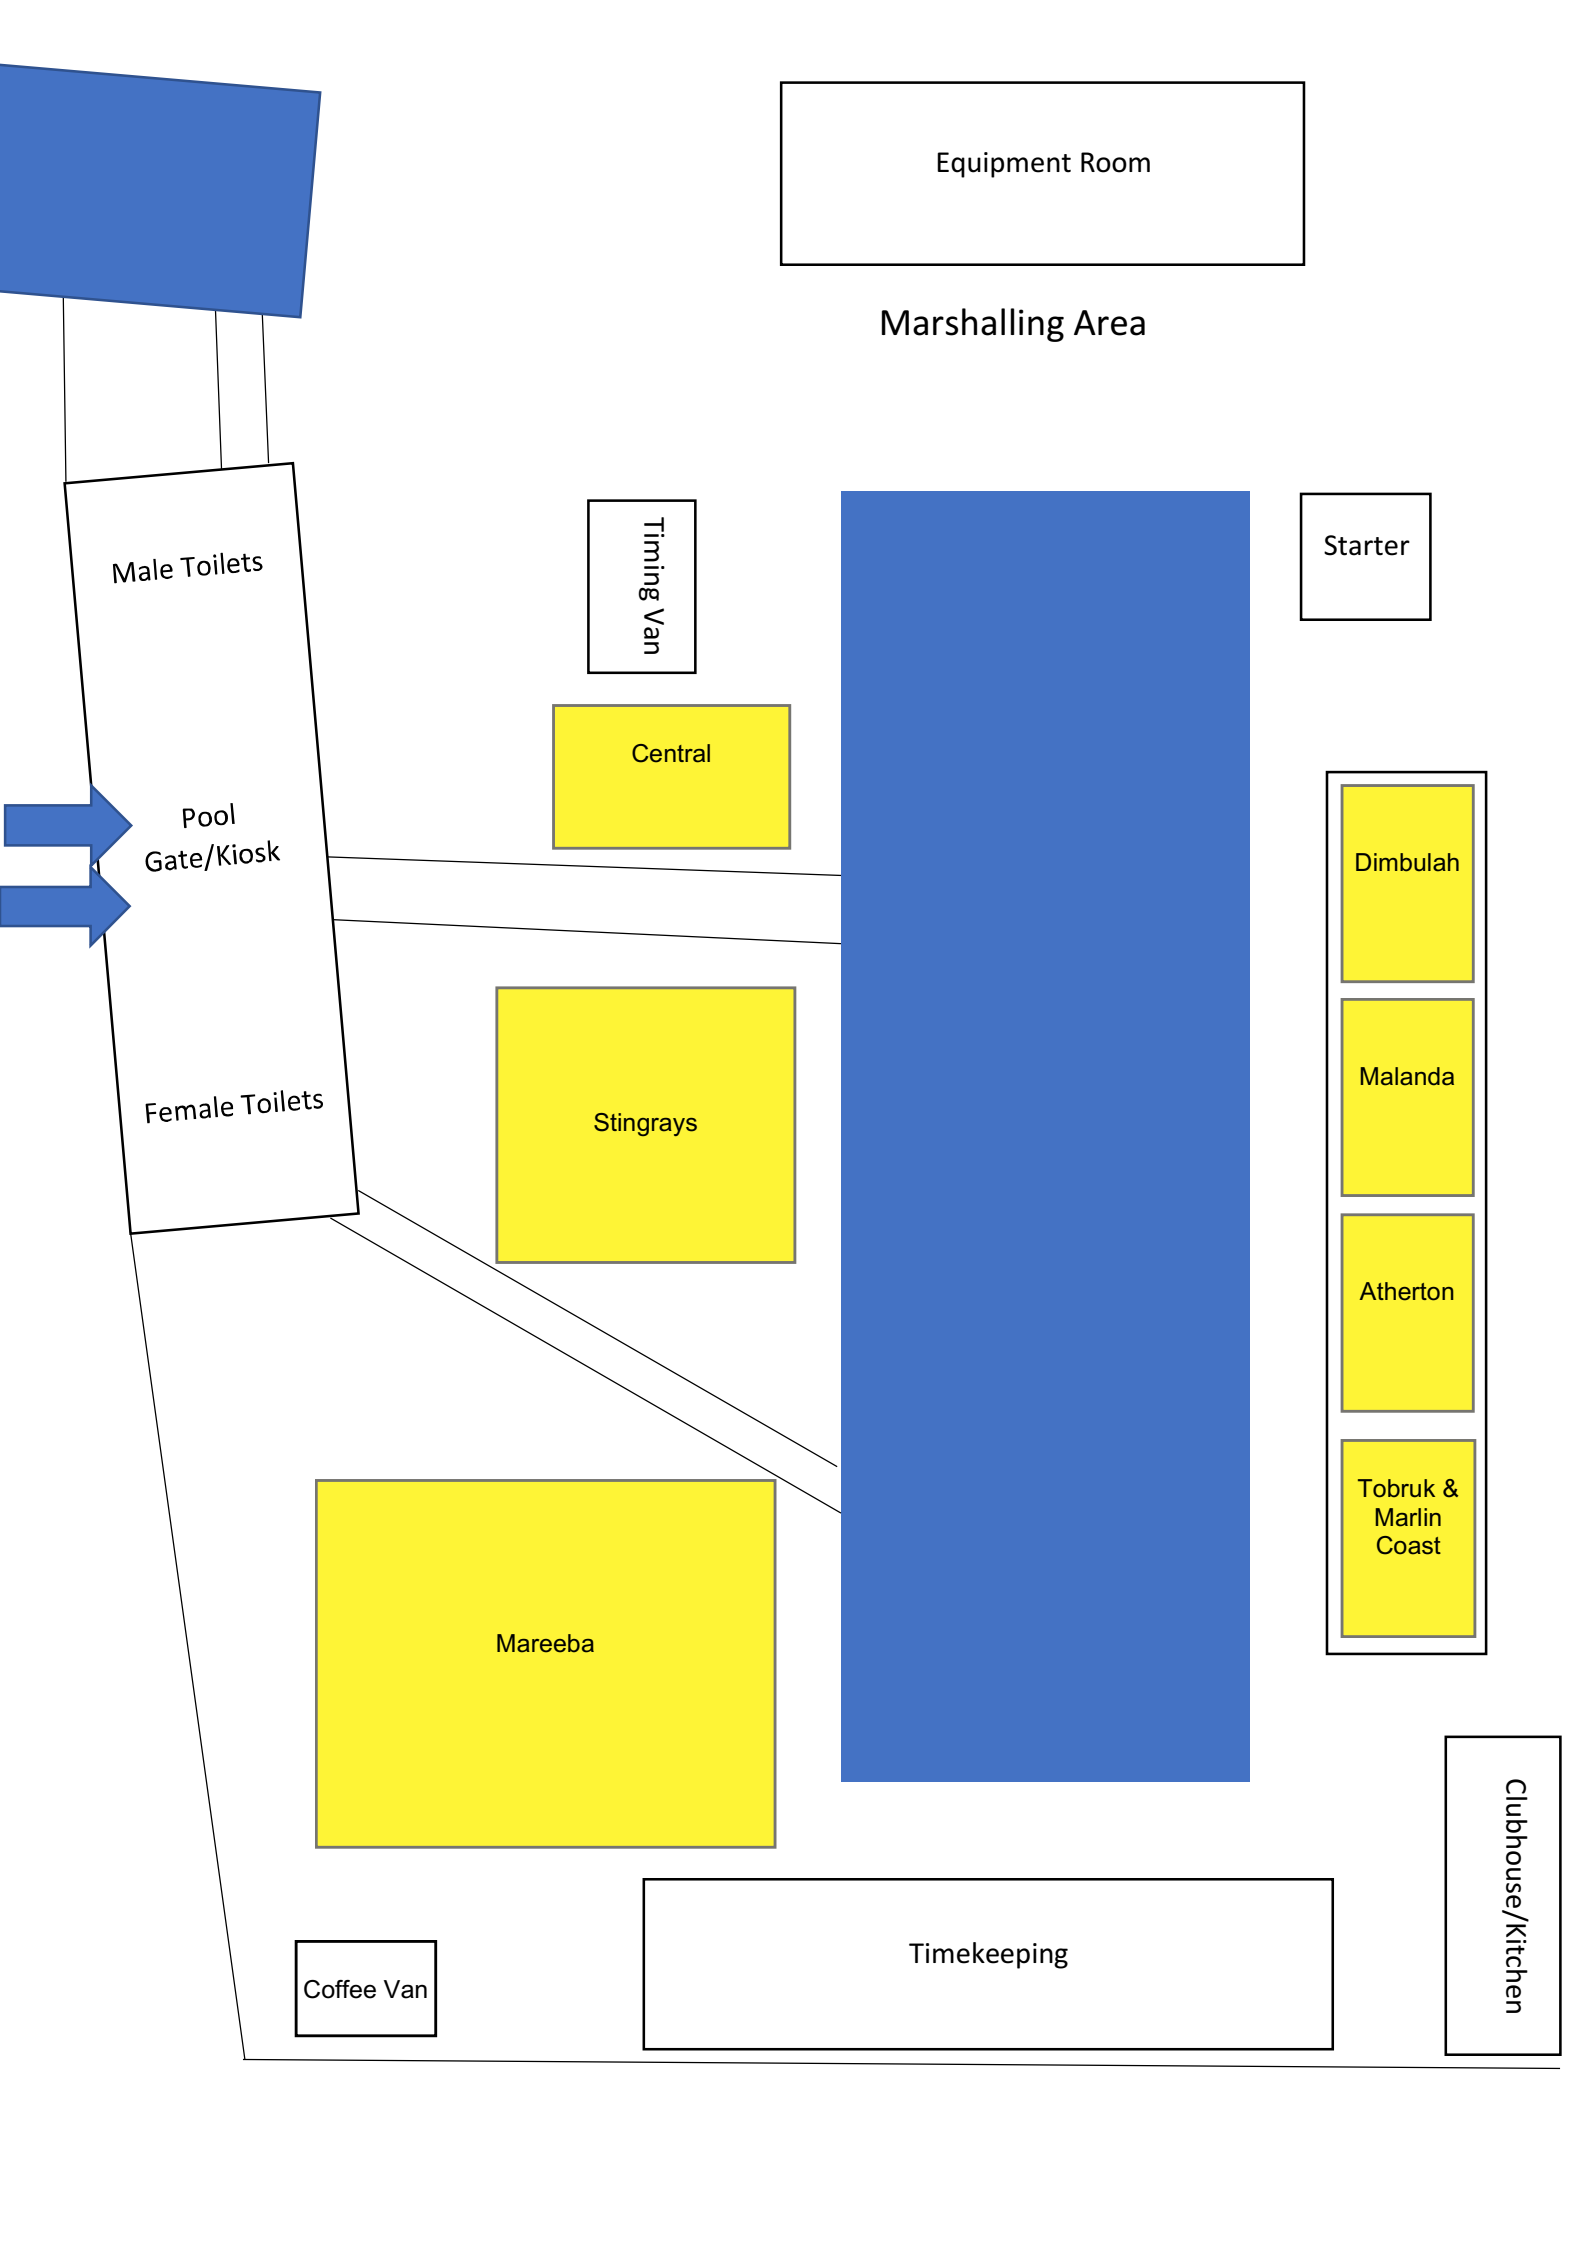 Equipment Room
Marshalling Area
Timing Van
Starter
Male Toilets
Central
Pool
Gate/Kiosk
Dimbulah
Malanda
Female Toilets
Stingrays
Atherton
Tobruk &
Marlin
Coast
Mareeba
Clubhouse/Kitchen
Timekeeping
Coffee Van